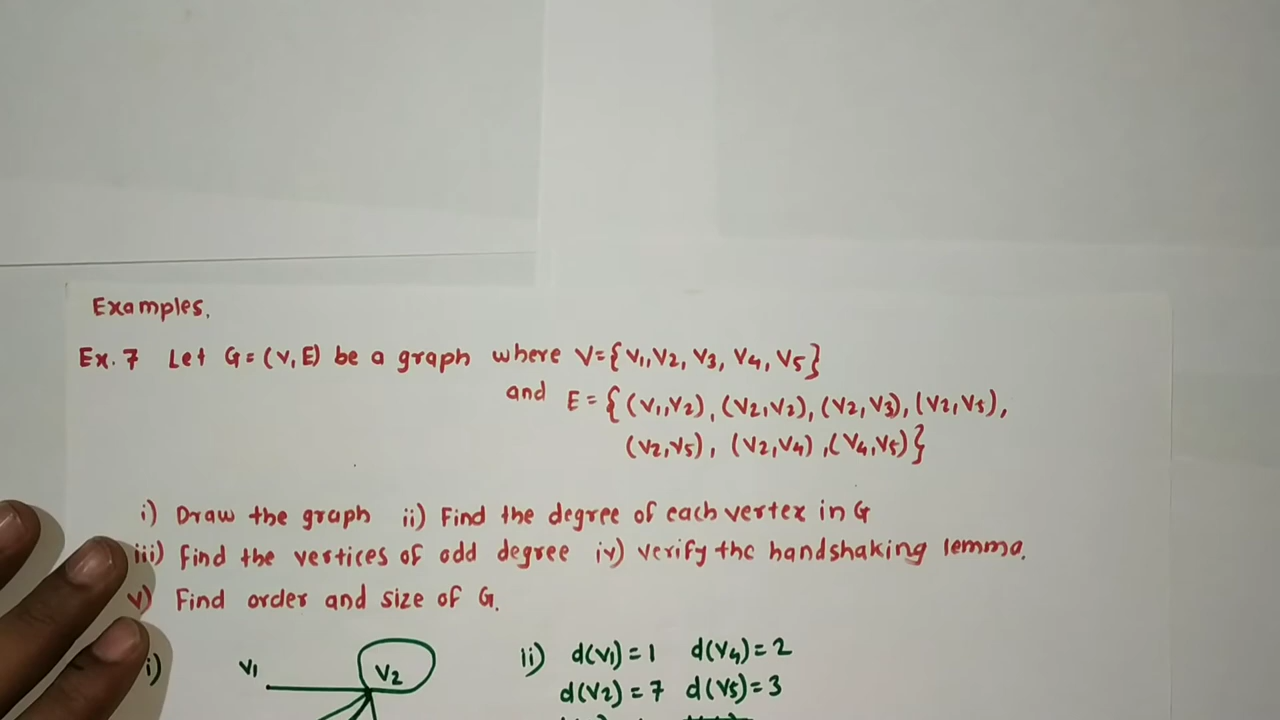 Examples.
Ex. 7 Let G = (V, E) be a graph where V = {V1, V2, V3, V4, V5}
and E = {(V1,V2), (V2,V2), (V2,V3), (V2,V5),
(V2,V5), (V2,V4), (V4,V5)}
i) Draw the graph ii) Find the degree of each vertex in G
iii) Find the vertices of odd degree iv) verify the handshaking lemma.
v) Find order and size of G.
i) V1 V2 ii) d(V1) = 1 d(V4) = 2
d(V2) = 7 d(V5) = 3